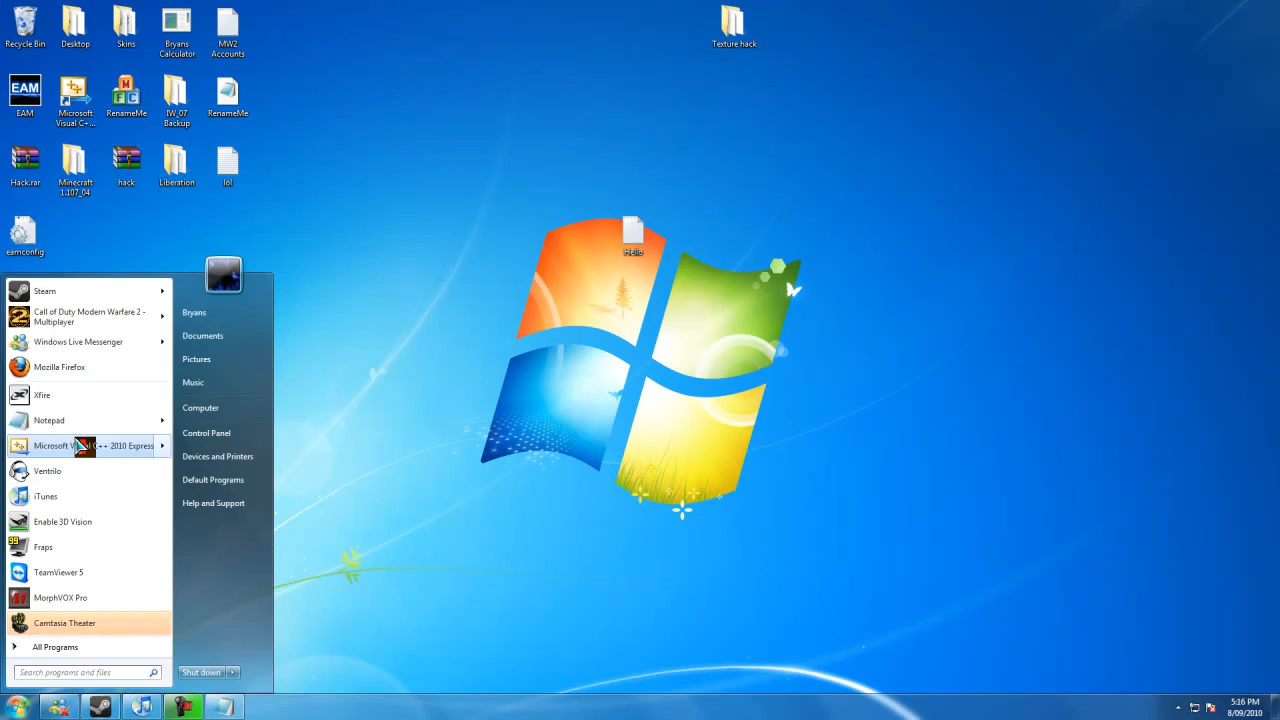 Recycle Bin
Desktop
Skins
Bryans
Calculator
MW2
Accounts
Texture hack
EAM
EAM
Microsoft
Visual C+...
RenameMe
IW_07
Backup
RenameMe
Hack.rar
Minecraft
1.107_04
hack
Liberation
lol
eamconfig
Hello
Steam
Call of Duty Modern Warfare 2 -
Multiplayer
Windows Live Messenger
Mozilla Firefox
Xfire
Notepad
Microsoft C++ 2010 Express
Ventrilo
iTunes
Enable 3D Vision
99
Fraps
TeamViewer 5
MorphVOX Pro
Camtasia Theater
All Programs
Search programs and files
Bryans
Documents
Pictures
Music
Computer
Control Panel
Devices and Printers
Default Programs
Help and Support
Shut down
5:16 PM
8/09/2010